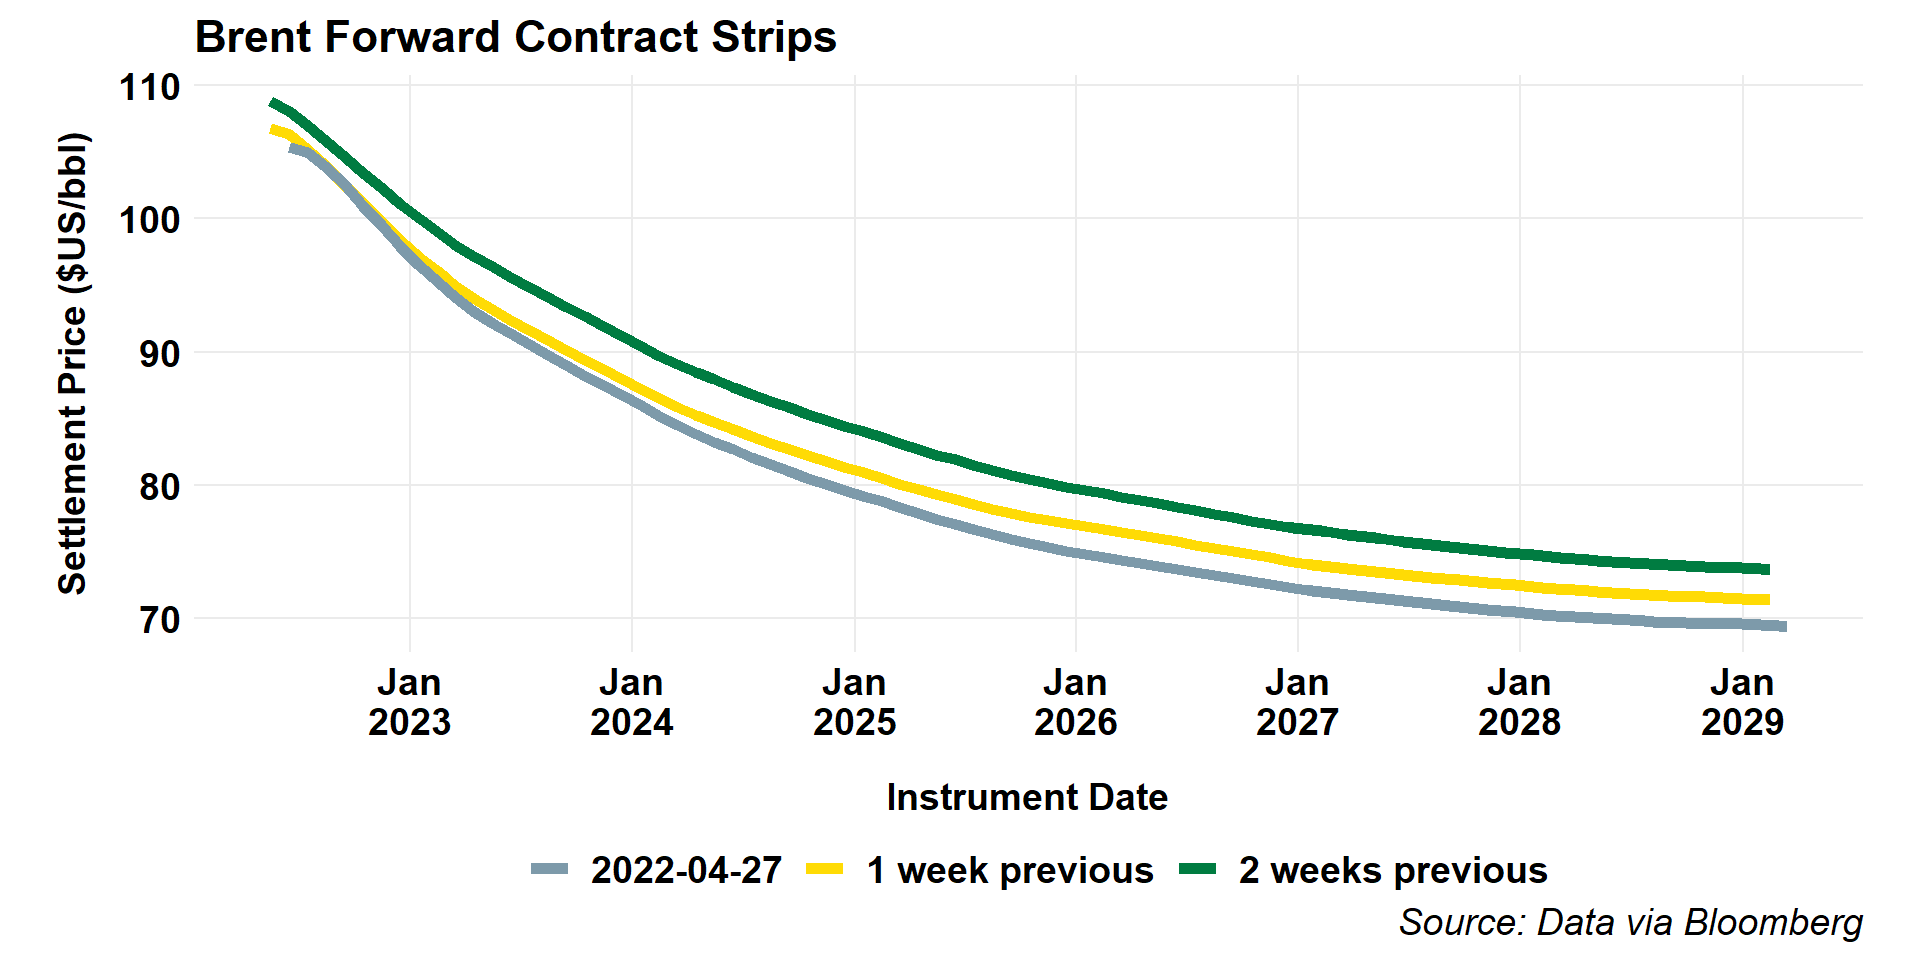 Brent Forward Contract Strips
Settlement Price ($US/bbl)
110
100
90
80
70
Jan 2023
Jan 2024
Jan 2025
Jan 2026
Jan 2027
Jan 2028
Jan 2029
Instrument Date
2022-04-27 1 week previous 2 weeks previous
Source: Data via Bloomberg